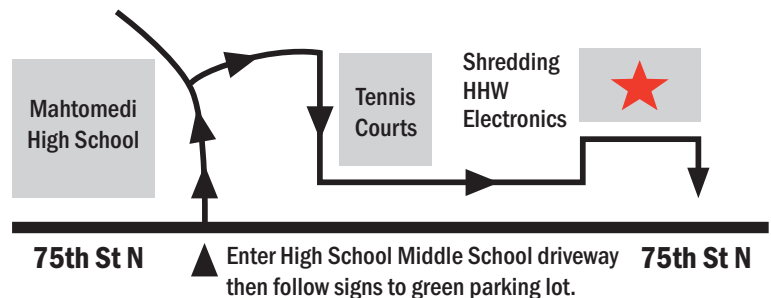 Mahtomedi
High School
Tennis
Courts
Shredding
HHW
Electronics
75th St N
Enter High School Middle School driveway
then follow signs to green parking lot.
75th St N